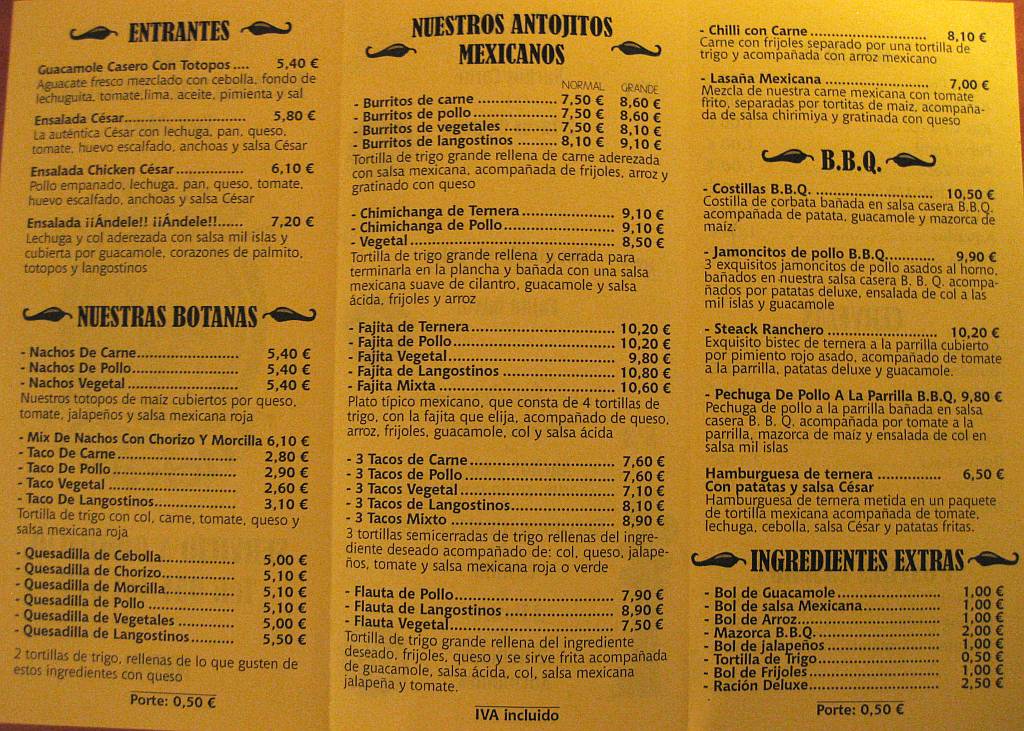 ENTRANTES
Guacamole Casero Con Totopos .... 5,40 €
Aguacate fresco mezclado con cebolla, fondo de
lechuguita, tomate,lima, aceite, pimienta y sal
Ensalada César............................ 5,80 €
La auténtica César con lechuga, pan, queso,
tomate, huevo escalfado, anchoas y salsa César
Ensalada Chicken César ................ 6,10 €
Pollo empanado, lechuga, pan, queso, tomate,
huevo escalfado, anchoas y salsa César
Ensalada ¡¡Ándele!! ¡¡Ándele!!...... 7,20 €
Lechuga y col aderezada con salsa mil islas y
cubierta por guacamole, corazones de palmito,
totopos y langostinos
NUESTRAS BOTANAS
- Nachos De Carne........................ 5,40 €
- Nachos De Pollo........................ 5,40 €
- Nachos Vegetal ........................ 5,40 €
Nuestros totopos de maíz cubiertos por queso,
tomate, jalapeños y salsa mexicana roja
- Mix De Nachos Con Chorizo Y Morcilla 6,10 €
- Taco De Carne............................ 2,80 €
- Taco De Pollo ............................ 2,90 €
- Taco Vegetal ............................ 2,60 €
- Taco De Langostinos................... 3,10 €
Tortilla de trigo con col, carne, tomate, queso y
salsa mexicana roja
- Quesadilla de Cebolla.................. 5,00 €
- Quesadilla de Chorizo.................. 5,10 €
- Quesadilla de Morcilla................. 5,10 €
- Quesadilla de Pollo .................... 5,10 €
- Quesadilla de Vegetales .............. 5,00 €
- Quesadilla de Langostinos.......... 5,50 €
2 tortillas de trigo, rellenas de lo que gusten de
estos ingredientes con queso
Porte: 0,50 €
NUESTROS ANTOJITOS
MEXICANOS
NORMAL GRANDE
- Burritos de carne .................. 7,50 € 8,60 €
- Burritos de pollo.................... 7,50 € 8,60 €
- Burritos de vegetales ............ 7,50 € 8,10 €
- Burritos de langostinos ......... 8,10 € 9,10 €
Tortilla de trigo grande rellena de carne aderezada
con salsa mexicana, acompañada de frijoles, arroz y
gratinado con queso
- Chimichanga de Ternera ...................... 9,10 €
- Chimichanga de Pollo.......................... 9,10 €
- Vegetal ............................................... 8,50 €
Tortilla de trigo grande rellena y cerrada para
terminarla en la plancha y bañada con una salsa
mexicana suave de cilantro, guacamole y salsa
ácida, frijoles y arroz
- Fajita de Ternera.................................. 10,20 €
- Fajita de Pollo...................................... 10,20 €
- Fajita Vegetal ...................................... 9,80 €
- Fajita de Langostinos ........................... 10,80 €
- Fajita Mixta ......................................... 10,60 €
Plato típico mexicano, que consta de 4 tortillas de
trigo, con la fajita que elija, acompañado de queso,
arroz, frijoles, guacamole, col y salsa ácida
- 3 Tacos de Carne.................................. 7,60 €
- 3 Tacos de Pollo................................... 7,60 €
- 3 Tacos Vegetal ................................... 7,10 €
- 3 Tacos de Langostinos........................ 8,10 €
- 3 Tacos Mixto ...................................... 8,90 €
3 tortillas semicerradas de trigo rellenas del ingre-
diente deseado acompañado de: col, queso, jalape-
ños, tomate y salsa mexicana roja o verde
- Flauta de Pollo..................................... 7,90 €
- Flauta de Langostinos .......................... 8,90 €
- Flauta Vegetal...................................... 7,50 €
Tortilla de trigo grande rellena del ingrediente
deseado, frijoles, queso y se sirve frita acompañada
de guacamole, salsa ácida, col, salsa mexicana
jalapeña y tomate.
IVA incluido
- Chilli con Carne ............................ 8,10 €
Carne con frijoles separado por una tortilla de
trigo y acompañada con arroz mexicano
- Lasaña Mexicana .......................... 7,00 €
Mezcla de nuestra carne mexicana con tomate
frito, separadas por tortitas de maiz, acompaña-
da de salsa chirimiya y gratinada con queso
B.B.Q.
- Costillas B.B.Q. ............................ 10,50 €
Costilla de corbata bañada en salsa casera B.B.Q.
acompañada de patata, guacamole y mazorca de
maíz.
- Jamoncitos de pollo B.B.Q............ 9,90 €
3 exquisitos jamoncitos de pollo asados al horno,
bañados en nuestra salsa casera B. B. Q. acompa-
ñados por patatas deluxe, ensalada de col a las
mil islas y guacamole
- Steack Ranchero .......................... 10,20 €
Exquisito bistec de ternera a la parrilla cubierto
por pimiento rojo asado, acompañado de tomate
a la parrilla, patatas deluxe y guacamole.
- Pechuga De Pollo A La Parrilla B.B.Q, 9,80 €
Pechuga de pollo a la parrilla bañada en salsa
casera B. B. Q. acompañada por tomate a la
parrilla, mazorca de maíz y ensalada de col en
salsa mil islas
Hamburguesa de ternera ............... 6,50 €
Con patatas y salsa César
Hamburguesa de ternera metida en un paquete
de tortilla mexicana acompañada de tomate,
lechuga, cebolla, salsa César y patatas fritas.
INGREDIENTES EXTRAS
- Bol de Guacamole............................... 1,00 €
- Bol de salsa Mexicana......................... 1,00 €
- Bol de Arroz........................................ 1,00 €
- Mazorca B.B.Q. .................................. 2,00 €
- Bol de jalapeños ................................. 1,00 €
- Tortilla de Trigo................................... 0,50 €
- Bol de Frijoles..................................... 1,00 €
- Ración Deluxe..................................... 2,50 €
Porte: 0,50 €